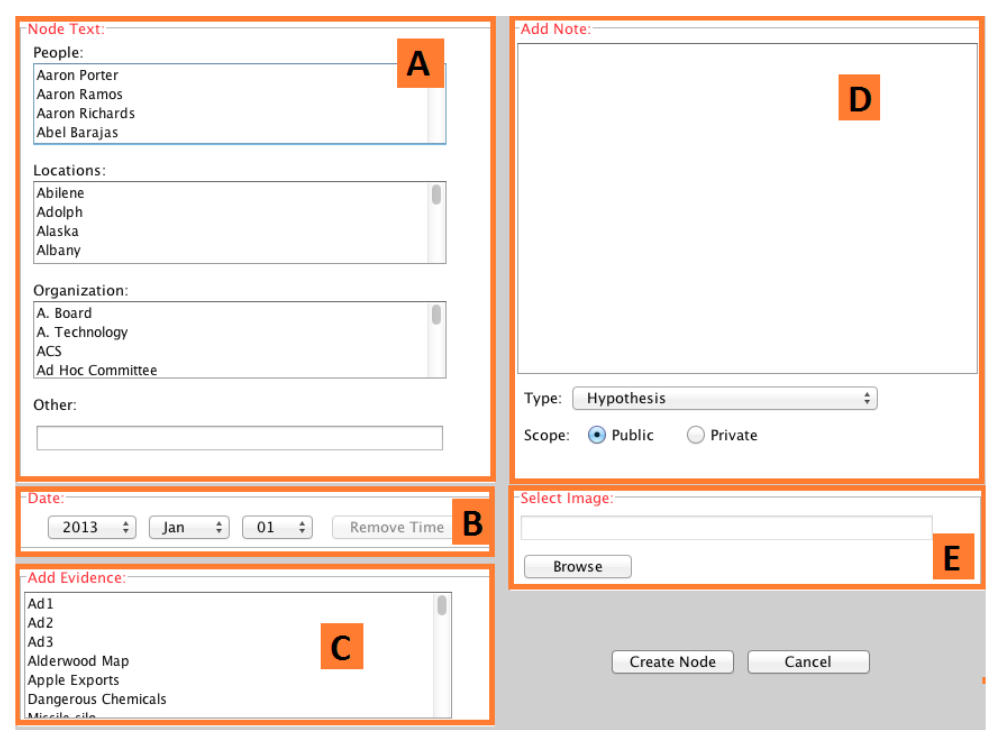 Node Text:
A
People:
Aaron Porter
Aaron Ramos
Aaron Richards
Abel Barajas
Locations:
Abilene
Adolph
Alaska
Albany
Organization:
A. Board
A. Technology
ACS
Ad Hoc Committee
Other:
Date:
2013 Jan 01 Remove Time
B
Add Evidence:
Ad1
Ad2
Ad3
Alderwood Map
Apple Exports
Dangerous Chemicals
Missile silo
C
Add Note:
D
Type: Hypothesis
Scope: Public Private
Select Image:
E
Browse
Create Node Cancel